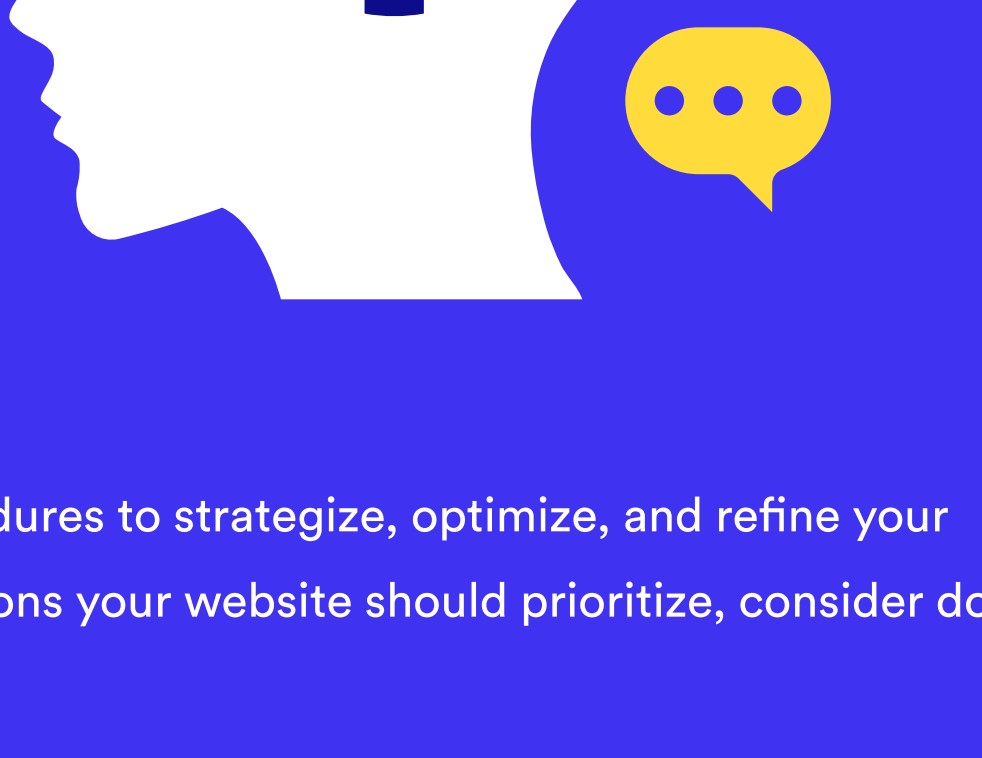 dures to strategize, optimize, and refine your
ons your website should prioritize, consider do